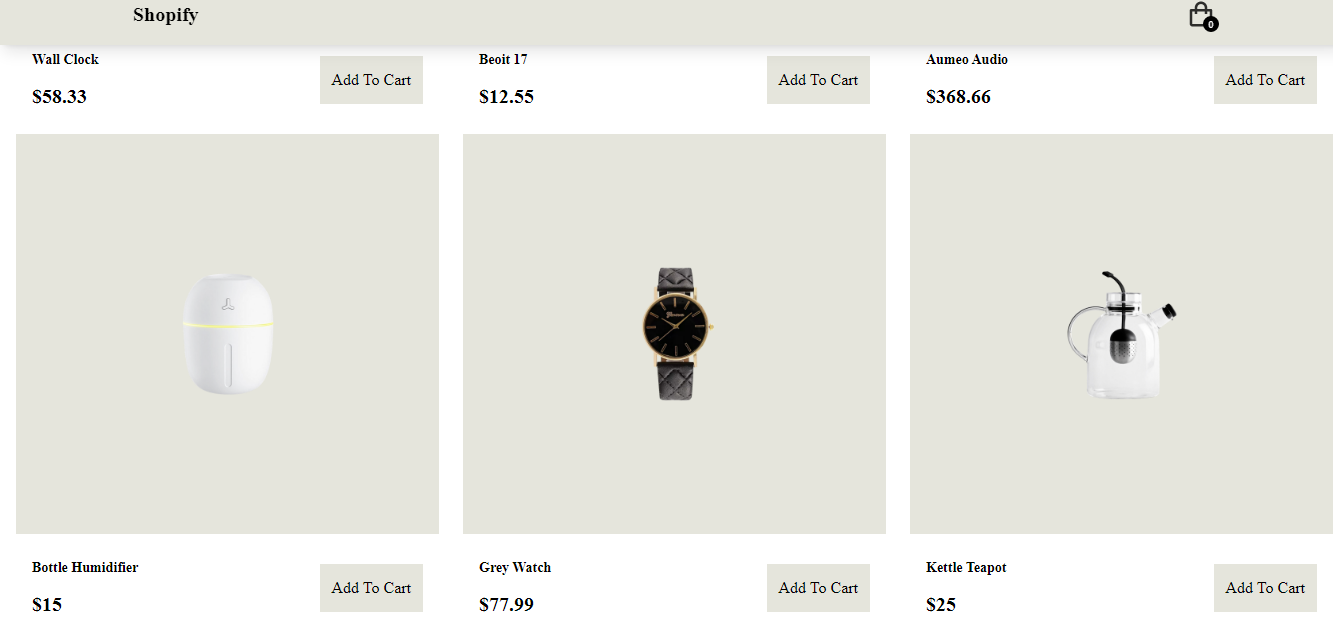 Shopify
0
Wall Clock
$58.33
Add To Cart
Beoit 17
$12.55
Add To Cart
Aumeo Audio
$368.66
Add To Cart
Bottle Humidifier
$15
Add To Cart
Grey Watch
$77.99
Add To Cart
Kettle Teapot
$25
Add To Cart